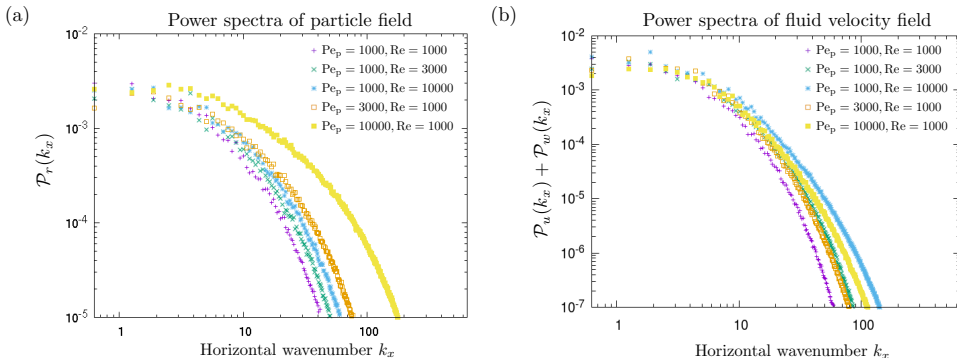 (a)
Power spectra of particle field
10^-2
10^-3
10^-4
10^-5
𝒫_r(k_x)
Pe_p = 1000, Re = 1000
Pe_p = 1000, Re = 3000
Pe_p = 1000, Re = 10000
Pe_p = 3000, Re = 1000
Pe_p = 10000, Re = 1000
1 10 100
Horizontal wavenumber k_x
(b)
Power spectra of fluid velocity field
10^-2
10^-3
10^-4
10^-5
10^-6
10^-7
𝒫_u(k_x) + 𝒫_w(k_x)
Pe_p = 1000, Re = 1000
Pe_p = 1000, Re = 3000
Pe_p = 1000, Re = 10000
Pe_p = 3000, Re = 1000
Pe_p = 10000, Re = 1000
1 10 100
Horizontal wavenumber k_x